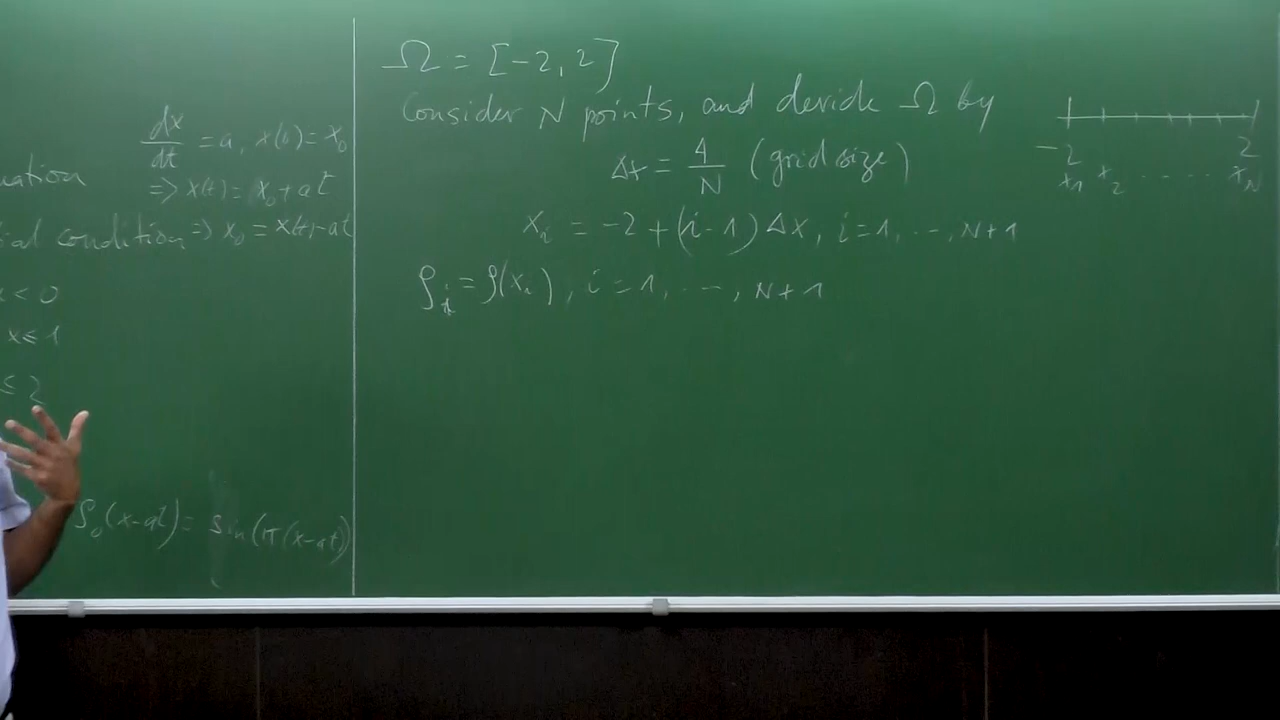 dx/dt = a, x(0) = x₀
uation
=> x(t) = x₀ + at
ial condition => x₀ = x(t) - at
x < 0
x ≤ 1
≤ 2
ρ₀(x-at) = sin(π(x-at)
Ω = [-2, 2]
Consider N points, and devide Ω by
Δx = 4/N (grid size)
xᵢ = -2 + (i-1) Δx, i = 1, ..., N+1
ρᵢ = ρ(xᵢ), i = 1, ..., N+1
-2 2
x₁ x₂ ...... x_N